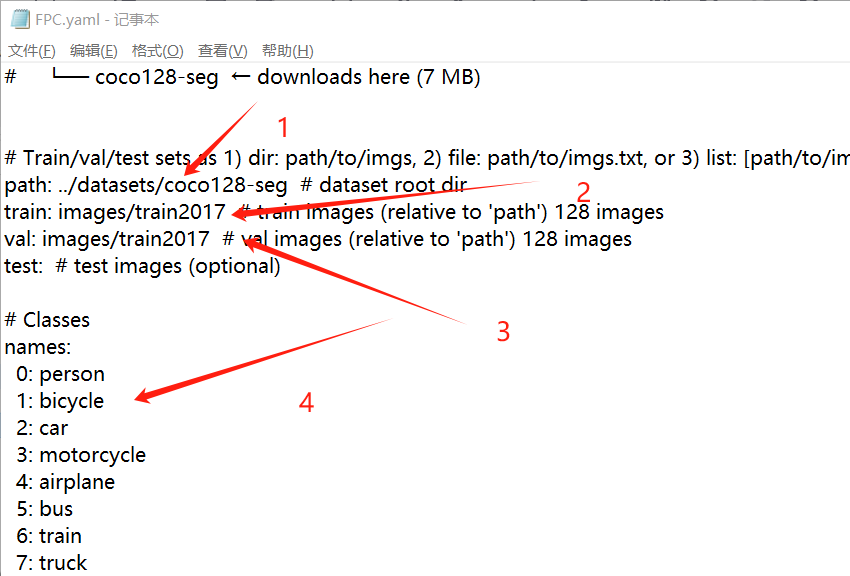 FPC.yaml - 记事本
文件(F) 编辑(E) 格式(O) 查看(V) 帮助(H)
# └── coco128-seg ← downloads here (7 MB)
1
# Train/val/test sets as 1) dir: path/to/imgs, 2) file: path/to/imgs.txt, or 3) list: [path/to/im
path: ../datasets/coco128-seg # dataset root dir
2
train: images/train2017 # train images (relative to 'path') 128 images
val: images/train2017 # val images (relative to 'path') 128 images
test: # test images (optional)
# Classes
3
names:
0: person
1: bicycle
4
2: car
3: motorcycle
4: airplane
5: bus
6: train
7: truck